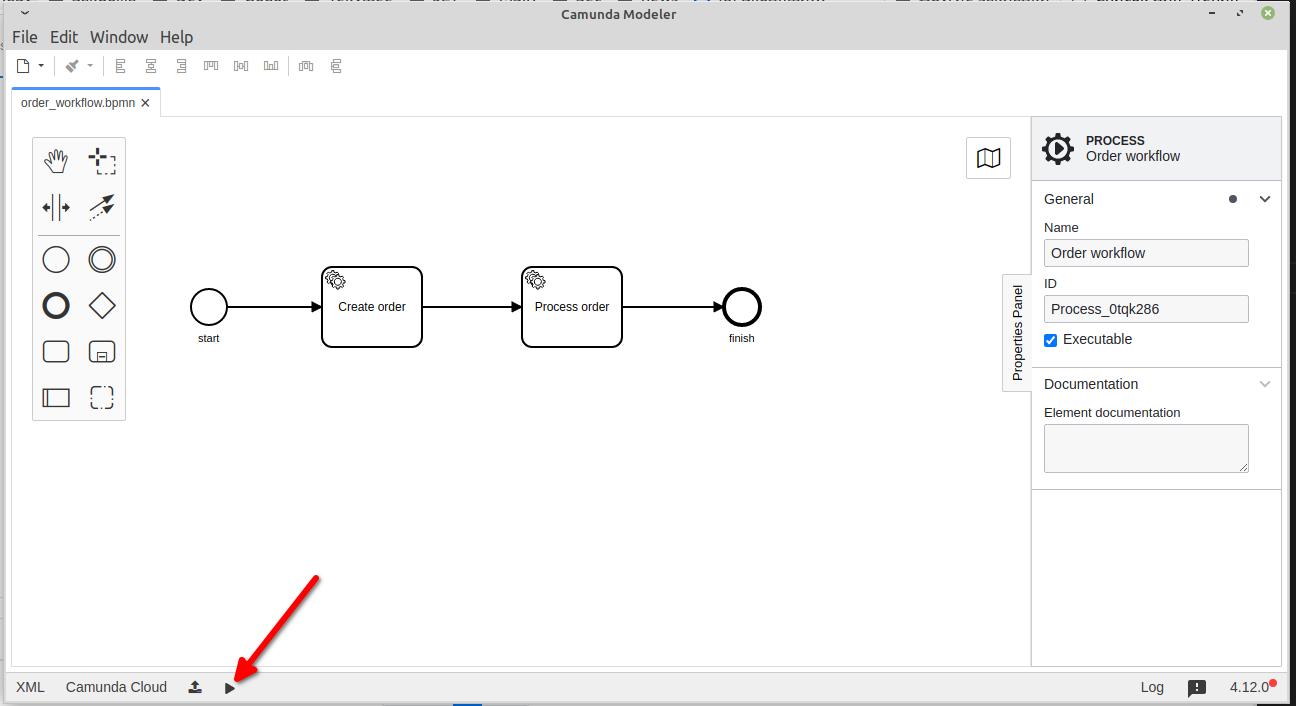 Camunda Modeler
File Edit Window Help
order_workflow.bpmn
PROCESS
Order workflow
General
Name
Order workflow
ID
Process_0tqk286
Executable
Documentation
Element documentation
Properties Panel
Create order
Process order
start
finish
XML Camunda Cloud
Log 4.12.0